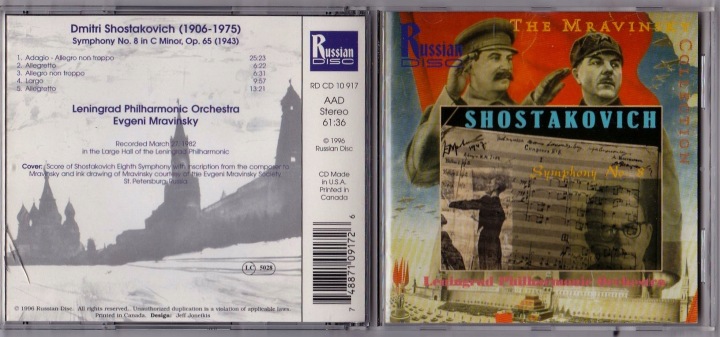 Dmitri Shostakovich (1906-1975)
Symphony No. 8 in C Minor, Op. 65 (1943)
1. Adagio - Allegro non troppo 25:23
2. Allegretto 6:22
3. Allegro non troppo 6:31
4. Largo 9:57
5. Allegretto 13:21
Leningrad Philharmonic Orchestra
Evgeni Mravinsky
Recorded March 27, 1982
in the Large Hall of the Leningrad Philharmonic
Cover: Score of Shostakovich Eighth Symphony with inscription from the composer to
Mravinsky and ink drawing of Mravinsky courtesy of the Evgeni Mravinsky Society,
St. Petersburg, Russia
LC 5028
© 1996 Russian Disc. All rights reserved. Unauthorized duplication is a violation of applicable laws.
Printed in Canada. Design: Jeff
Russian
DISC
RD CD 10 917
AAD
Stereo
61:36
℗ 1996
Russian Disc
CD Made
in U.S.A.
Printed in
Canada
7 48871 09172 6
THE MRAVINSKY
COLLECTION
Russian
DISC
SHOSTAKOVICH
Symphony No. 8
Leningrad Philharmonic Orchestra